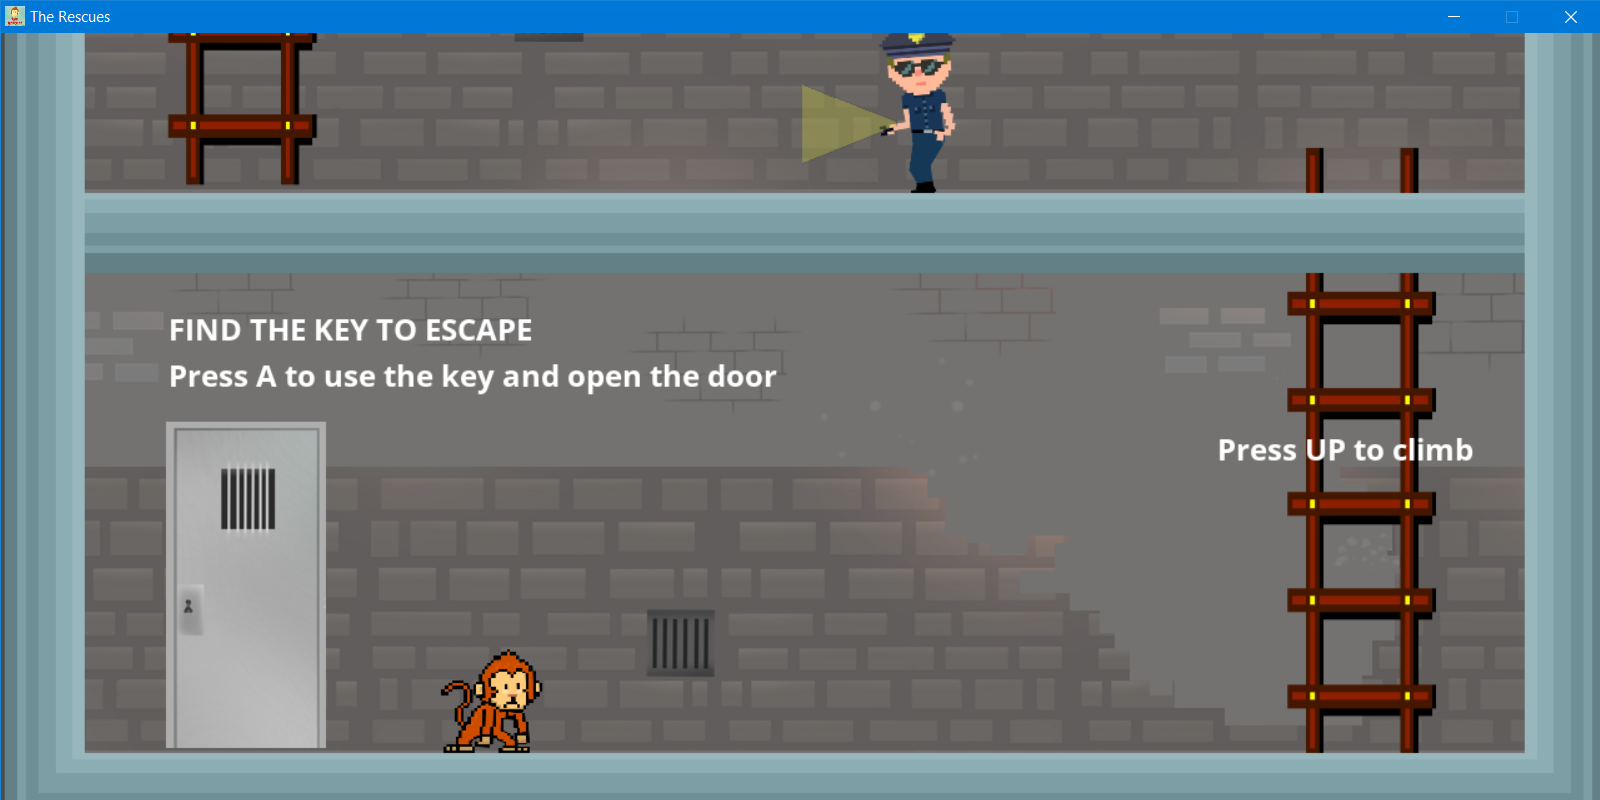 The Rescues
FIND THE KEY TO ESCAPE
Press A to use the key and open the door
Press UP to climb